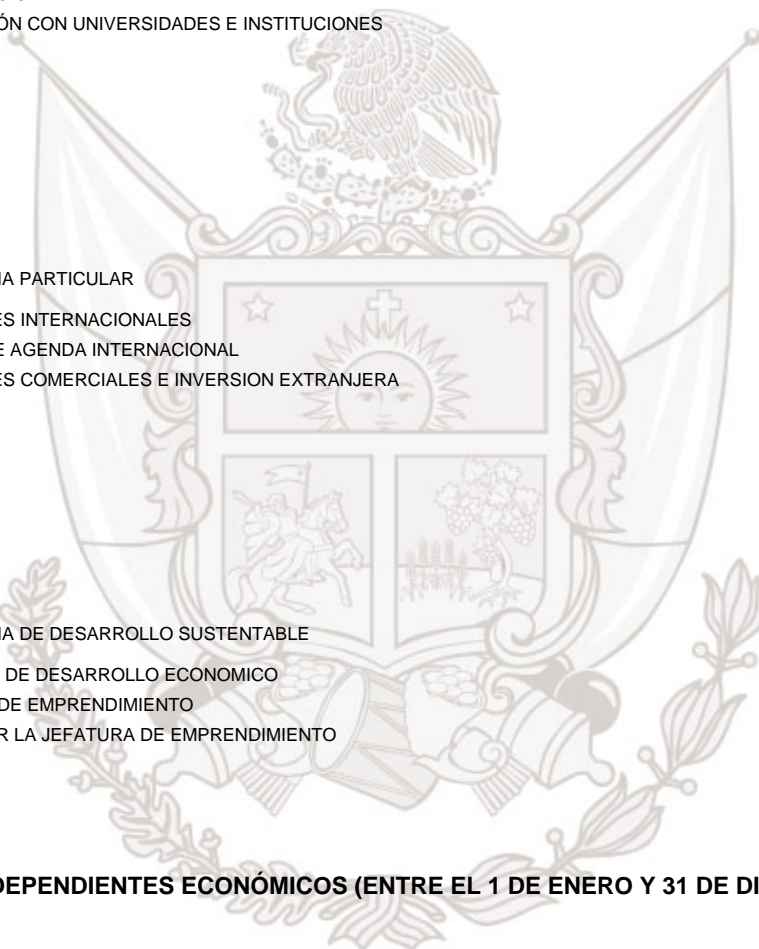 ÓN CON UNIVERSIDADES E INSTITUCIONES
IA PARTICULAR
ES INTERNACIONALES
E AGENDA INTERNACIONAL
ES COMERCIALES E INVERSION EXTRANJERA
IA DE DESARROLLO SUSTENTABLE
DE DESARROLLO ECONOMICO
DE EMPRENDIMIENTO
R LA JEFATURA DE EMPRENDIMIENTO
DEPENDIENTES ECONÓMICOS (ENTRE EL 1 DE ENERO Y 31 DE DI